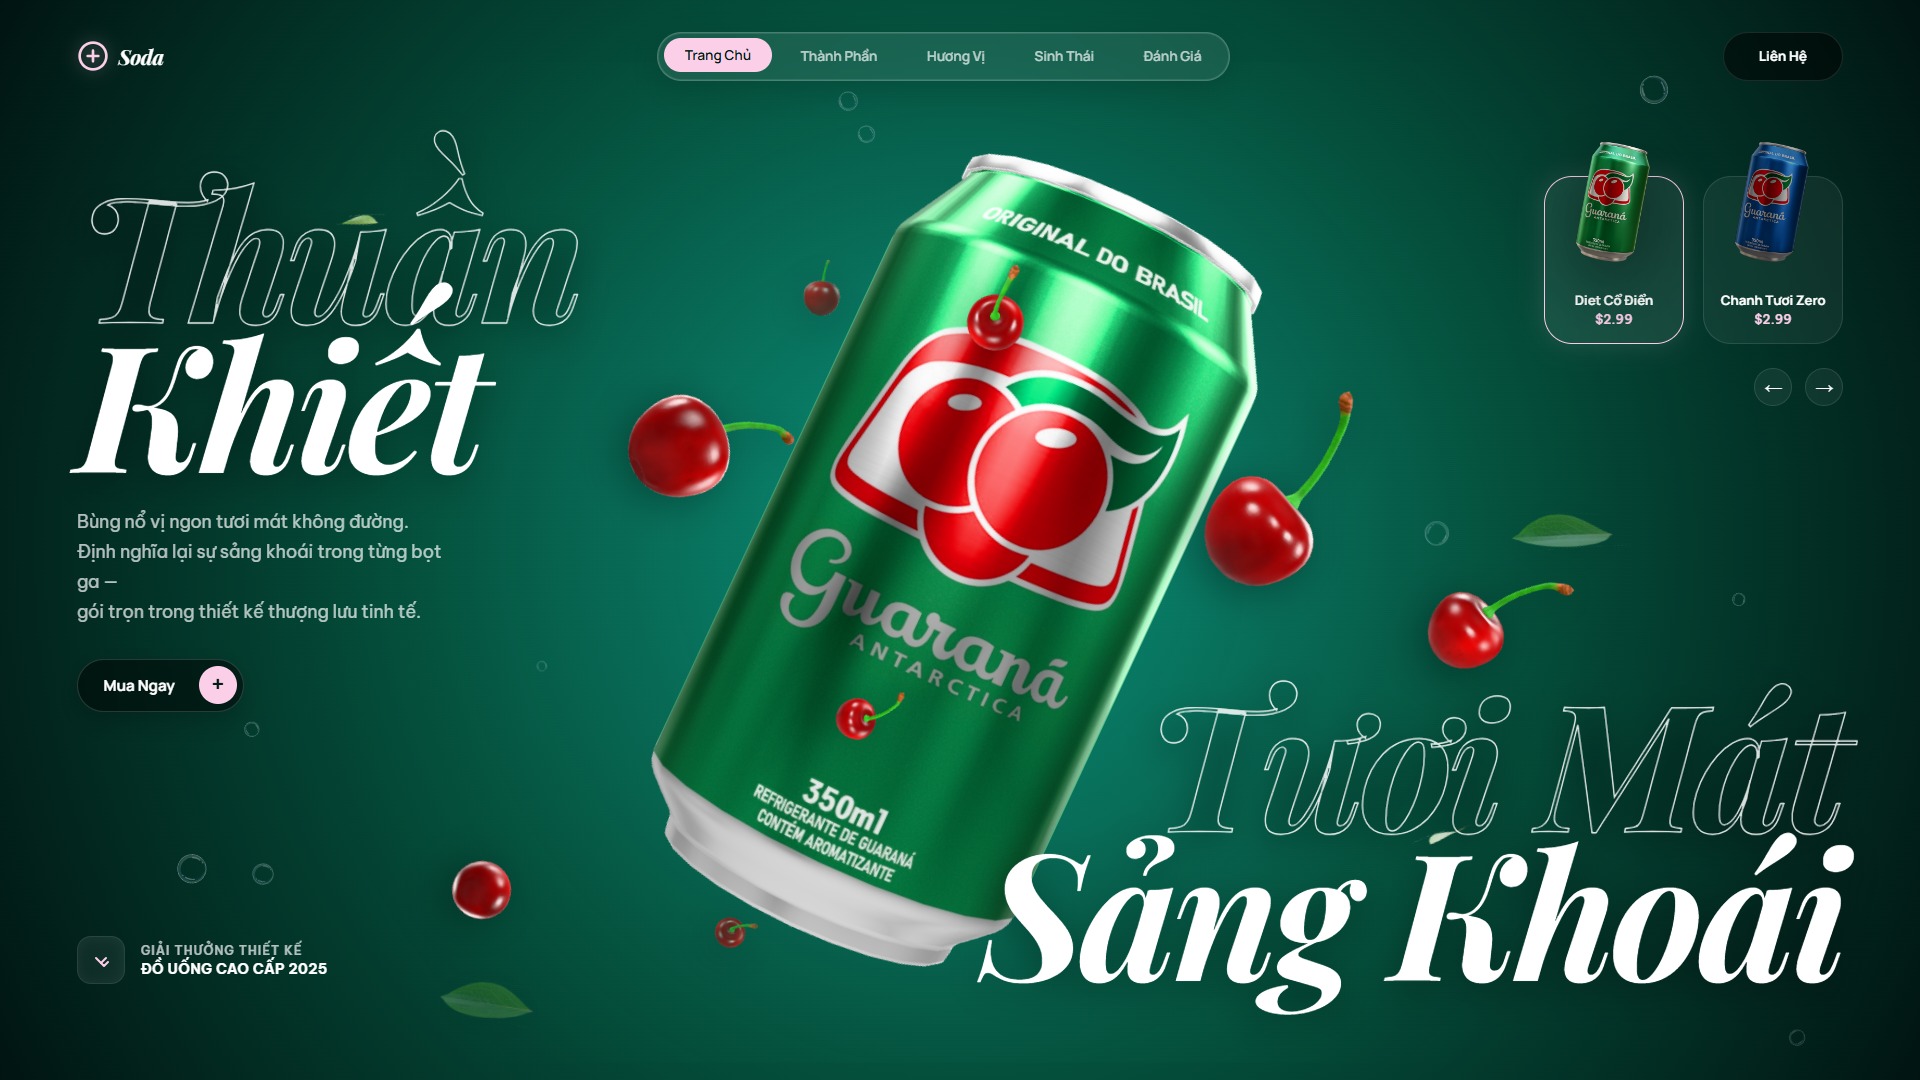 Soda
Trang Chủ
Thành Phần
Hương Vị
Sinh Thái
Đánh Giá
Liên Hệ
Thuần
Khiết
Bùng nổ vị ngon tươi mát không đường.
Định nghĩa lại sự sảng khoái trong từng bọt
ga —
gói trọn trong thiết kế thượng lưu tinh tế.
Mua Ngay
ORIGINAL DO BRASIL
Guaraná
ANTARCTICA
350ml
REFRIGERANTE DE GUARANÁ
CONTÉM AROMATIZANTE
Guaraná
ANTARCTICA
Diet Cổ Điển
$2.99
Guaraná
ANTARCTICA
Chanh Tươi Zero
$2.99
Tươi Mát
Sảng Khoái
GIẢI THƯỞNG THIẾT KẾ
ĐỒ UỐNG CAO CẤP 2025